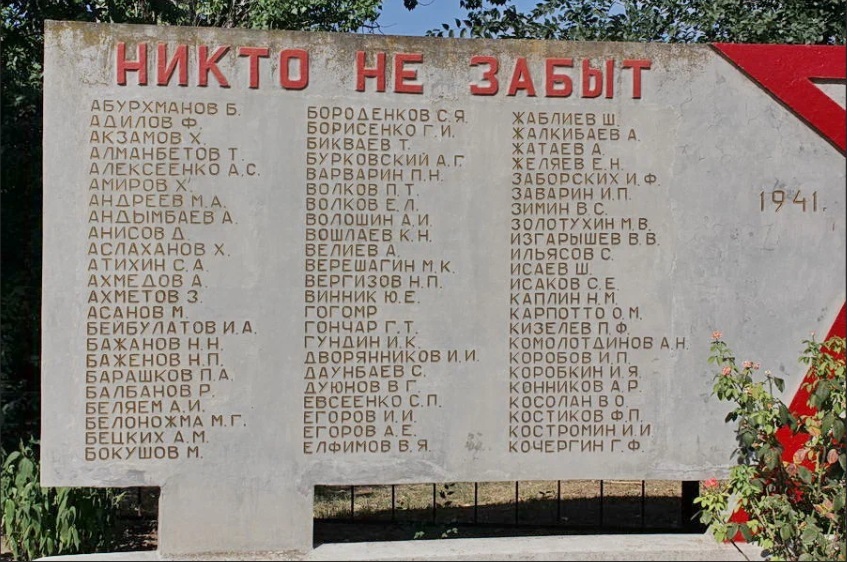 НИКТО НЕ ЗАБЫТ
АБУРХМАНОВ Б.
АДИЛОВ Ф.
АКЗАМОВ Х.
АЛМАНБЕТОВ Т.
АЛЕКСЕЕНКО А.С.
АМИРОВ Х.
АНДРЕЕВ М.А.
АНДЫМБАЕВ А.
АНИСОВ Д.
АСЛАХАНОВ Х.
АТИХИН С.А.
АХМЕДОВ А.
АХМЕТОВ З.
АСАНОВ М.
БЕЙБУЛАТОВ И.А.
БАЖАНОВ Н.Н.
БАЖЕНОВ Н.П.
БАРАШКОВ П.А.
БАЛБАНОВ Р.
БЕЛЯЕМ А.И.
БЕЛОНОЖМА М.Г.
БЕЦКИХ А.М.
БОКУШОВ М.
БОРОДЕНКОВ С.Я.
БОРИСЕНКО Г.И.
БИКВАЕВ Т.
БУРКОВСКИЙ А.Г
ВАРВАРИН П.Н.
ВОЛКОВ П.Т.
ВОЛКОВ Е.Л.
ВОЛОШИН А.И.
ВОШЛАЕВ К.Н.
ВЕЛИЕВ А.
ВЕРЕШАГИН М.К.
ВЕРГИЗОВ Н.П.
ВИННИК Ю.Е.
ГОГОМР
ГОНЧАР Г.Т.
ГУНДИН И.К.
ДВОРЯННИКОВ И.И.
ДАУНБАЕВ С.
ДУЮНОВ В Г.
ЕВСЕЕНКО С.П.
ЕГОРОВ И.И.
ЕГОРОВ А.Е.
ЕЛФИМОВ В.Я.
ЖАБЛИЕВ Ш.
ЖАЛКИБАЕВ А.
ЖАТАЕВ А.
ЖЕЛЯЕВ Е.Н.
ЗАБОРСКИХ И.Ф.
ЗАВАРИН И.П.
ЗИМИН В.С.
ЗОЛОТУХИН М.В.
ИЗГАРЫШЕВ В.В.
ИЛЬЯСОВ С.
ИСАЕВ Ш.
ИСАКОВ С.Е.
КАПЛИН Н.М.
КАРПОТТО О.М.
КИЗЕЛЕВ П.Ф.
КОМОЛОТДИНОВ А.Н.
КОРОБОВ И.П.
КОРОБКИН И.Я.
КОННИКОВ А.Р.
КОСОЛАН В.О.
КОСТИКОВ Ф.П.
КОСТРОМИН И.И
КОЧЕРГИН Г.Ф.
1941.